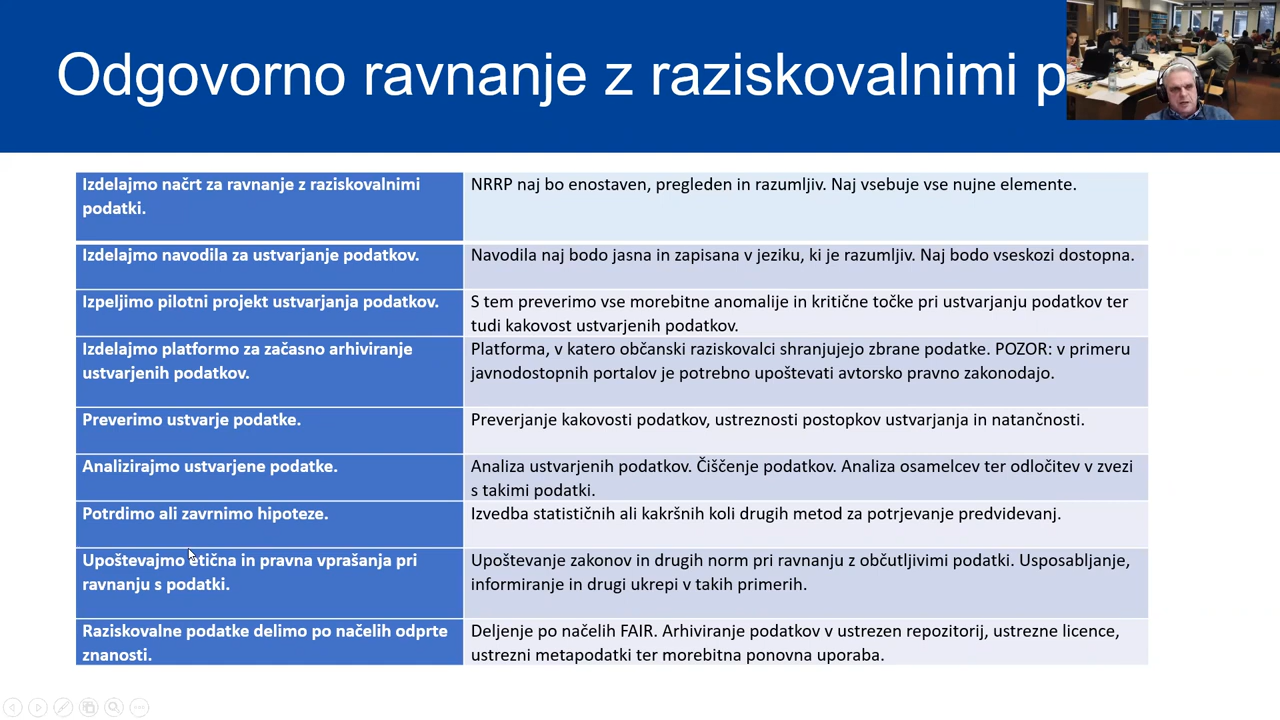 Odgovorno ravnanje z raziskovalnimi
Izdelajmo načrt za ravnanje z raziskovalnimi
podatki.
NRRP naj bo enostaven, pregleden in razumljiv. Naj vsebuje vse nujne elemente.
Izdelajmo navodila za ustvarjanje podatkov.
Navodila naj bodo jasna in zapisana v jeziku, ki je razumljiv. Naj bodo vseskozi dostopna.
Izpeljimo pilotni projekt ustvarjanja podatkov.
S tem preverimo vse morebitne anomalije in kritične točke pri ustvarjanju podatkov ter
tudi kakovost ustvarjenih podatkov.
Izdelajmo platformo za začasno arhiviranje
ustvarjenih podatkov.
Platforma, v katero občanski raziskovalci shranjujejo zbrane podatke. POZOR: v primeru
javnodostopnih portalov je potrebno upoštevati avtorsko pravno zakonodajo.
Preverimo ustvarje podatke.
Preverjanje kakovosti podatkov, ustreznosti postopkov ustvarjanja in natančnosti.
Analizirajmo ustvarjene podatke.
Analiza ustvarjenih podatkov. Čiščenje podatkov. Analiza osamelcev ter odločitev v zvezi
s takimi podatki.
Potrdimo ali zavrnimo hipoteze.
Izvedba statističnih ali kakršnih koli drugih metod za potrjevanje predvidevanj.
Upoštevajmo etična in pravna vprašanja pri
ravnanju s podatki.
Upoštevanje zakonov in drugih norm pri ravnanju z občutljivimi podatki. Usposabljanje,
informiranje in drugi ukrepi v takih primerih.
Raziskovalne podatke delimo po načelih odprte
znanosti.
Deljenje po načelih FAIR. Arhiviranje podatkov v ustrezen repozitorij, ustrezne licence,
ustrezni metapodatki ter morebitna ponovna uporaba.